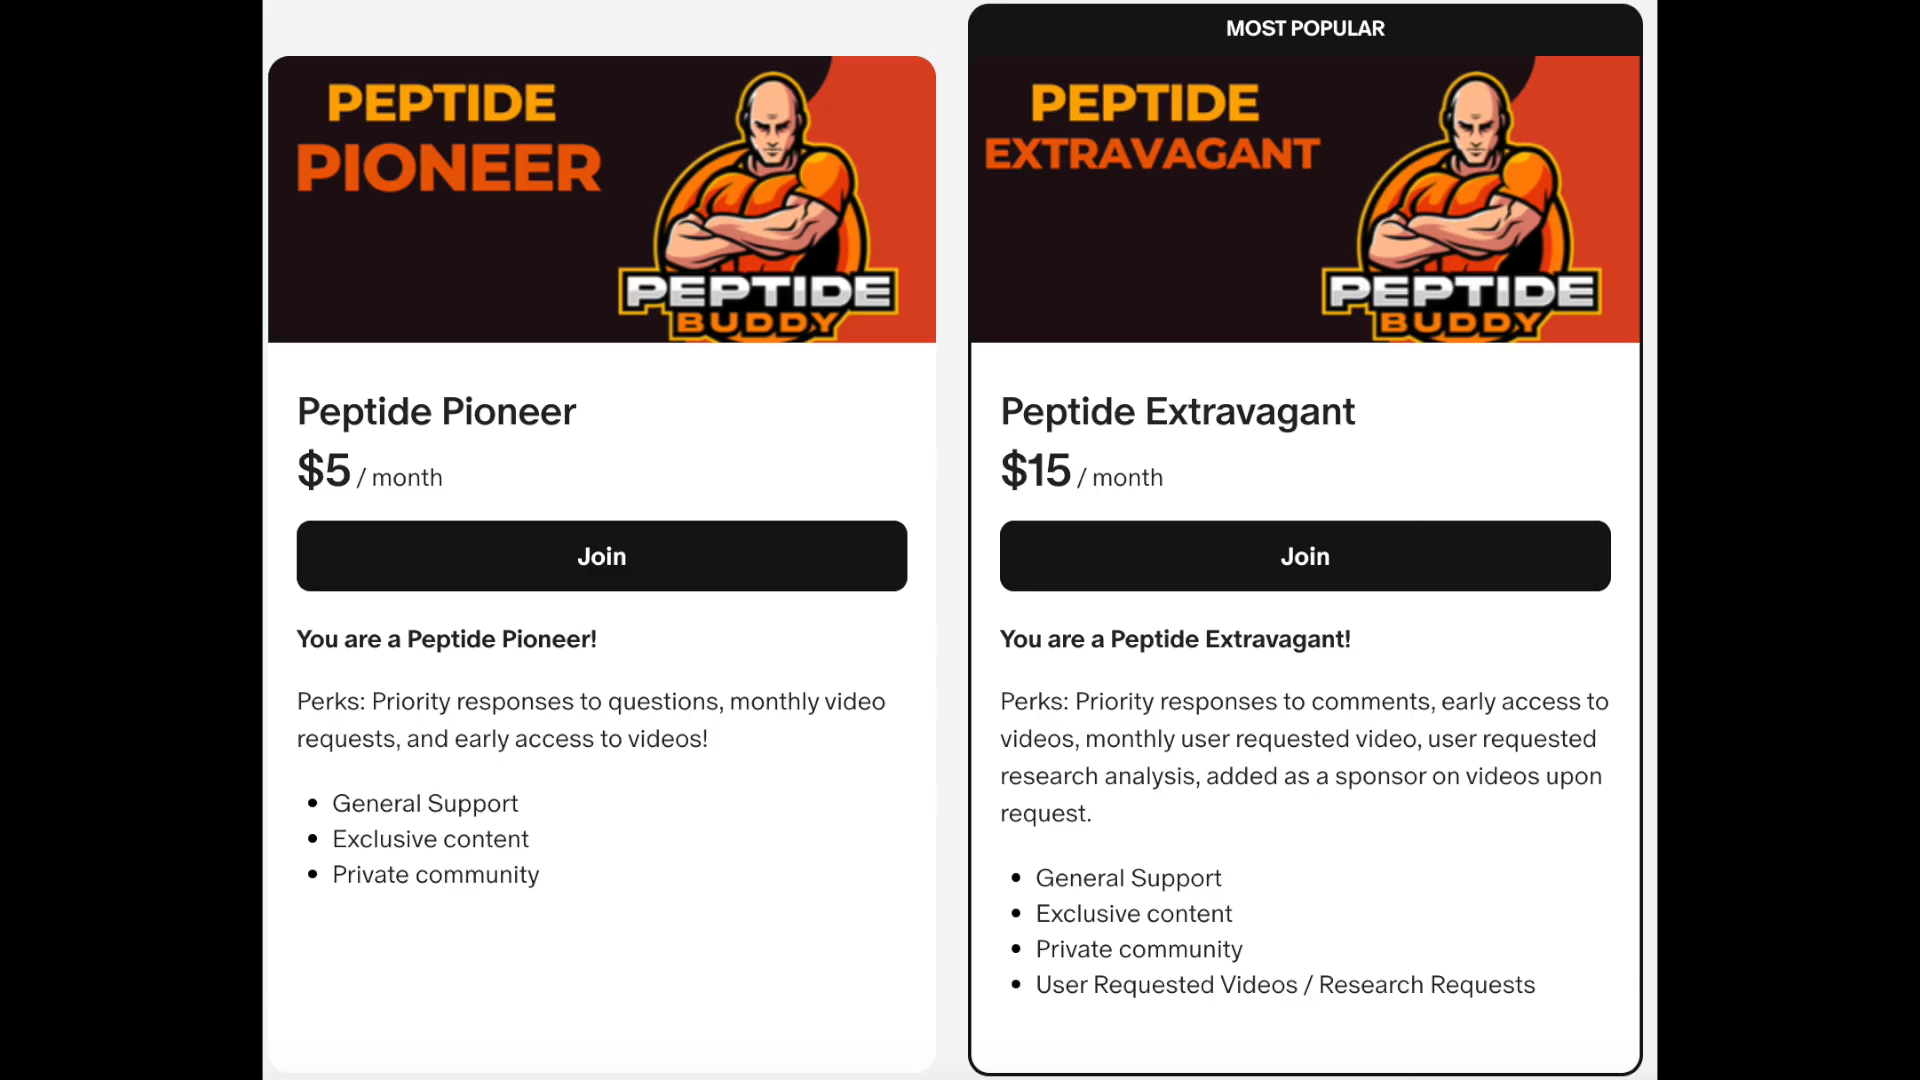 PEPTIDE
PIONEER
PEPTIDE
BUDDY
Peptide Pioneer
$5 / month
Join
You are a Peptide Pioneer!
Perks: Priority responses to questions, monthly video
requests, and early access to videos!
• General Support
• Exclusive content
• Private community
MOST POPULAR
PEPTIDE
EXTRAVAGANT
PEPTIDE
BUDDY
Peptide Extravagant
$15 / month
Join
You are a Peptide Extravagant!
Perks: Priority responses to comments, early access to
videos, monthly user requested video, user requested
research analysis, added as a sponsor on videos upon
request.
• General Support
• Exclusive content
• Private community
• User Requested Videos / Research Requests